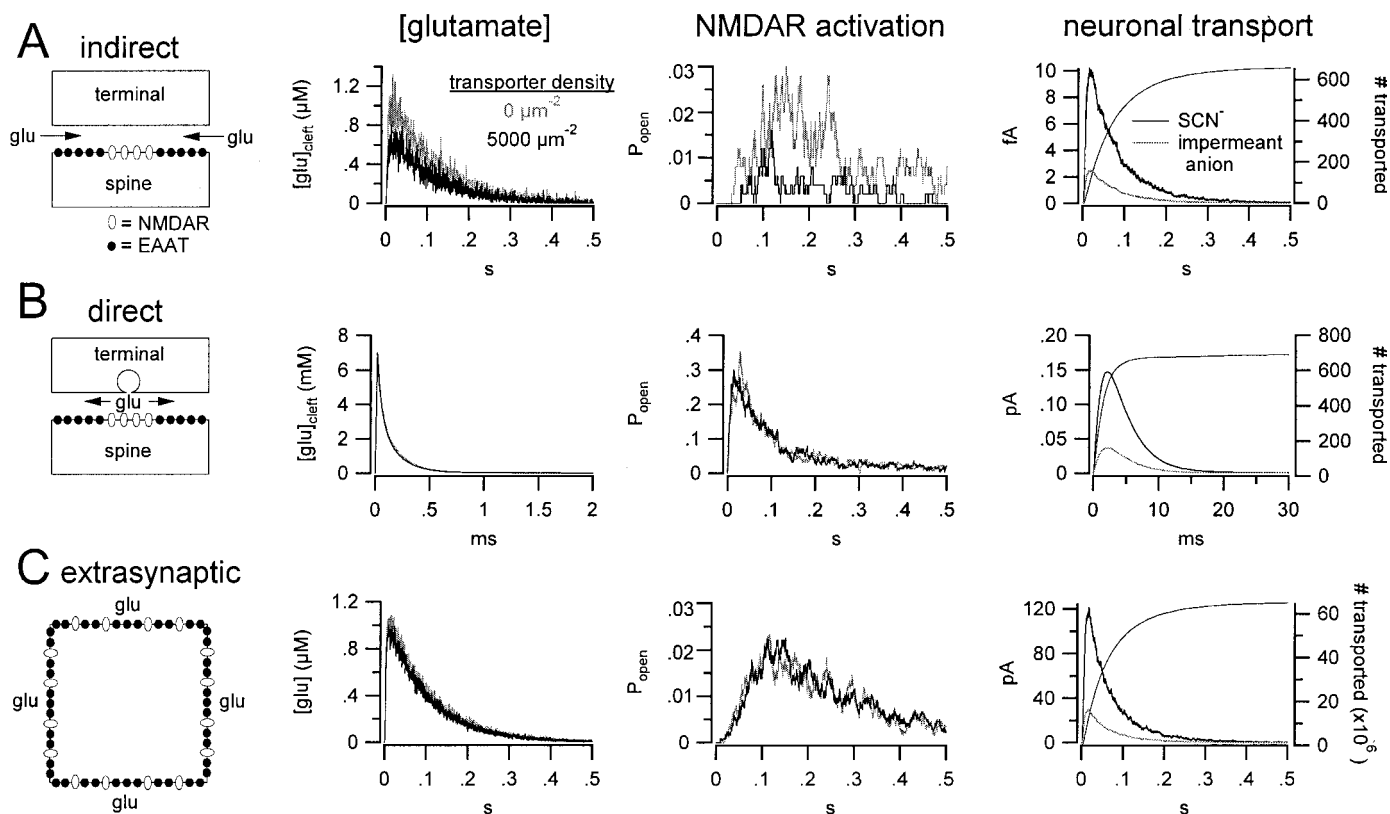 [glutamate]
NMDAR activation
neuronal transport
A indirect
terminal
glu
glu
spine
= NMDAR
= EAAT
[glu]cleft (µM)
1.2
.8
.4
0
transporter density
0 µm⁻²
5000 µm⁻²
0 .1 .2 .3 .4 .5
s
Popen
.03
.02
.01
0
0 .1 .2 .3 .4 .5
s
fA
10
8
6
4
2
0
SCN⁻
impermeant
anion
600
400
200
0
# transported
0 .1 .2 .3 .4 .5
s
B direct
terminal
glu
spine
[glu]cleft (mM)
8
6
4
2
0
0 .5 1 1.5 2
ms
Popen
.4
.3
.2
.1
0
0 .1 .2 .3 .4 .5
s
pA
.20
.15
.10
.05
0
800
600
400
200
0
# transported
0 10 20 30
ms
C extrasynaptic
glu
glu
glu
glu
[glu] (µM)
1.2
.8
.4
0
0 .1 .2 .3 .4 .5
s
Popen
.03
.02
.01
0
0 .1 .2 .3 .4 .5
s
pA
120
80
40
0
60
40
20
0
# transported (x10⁻⁶)
0 .1 .2 .3 .4 .5
s